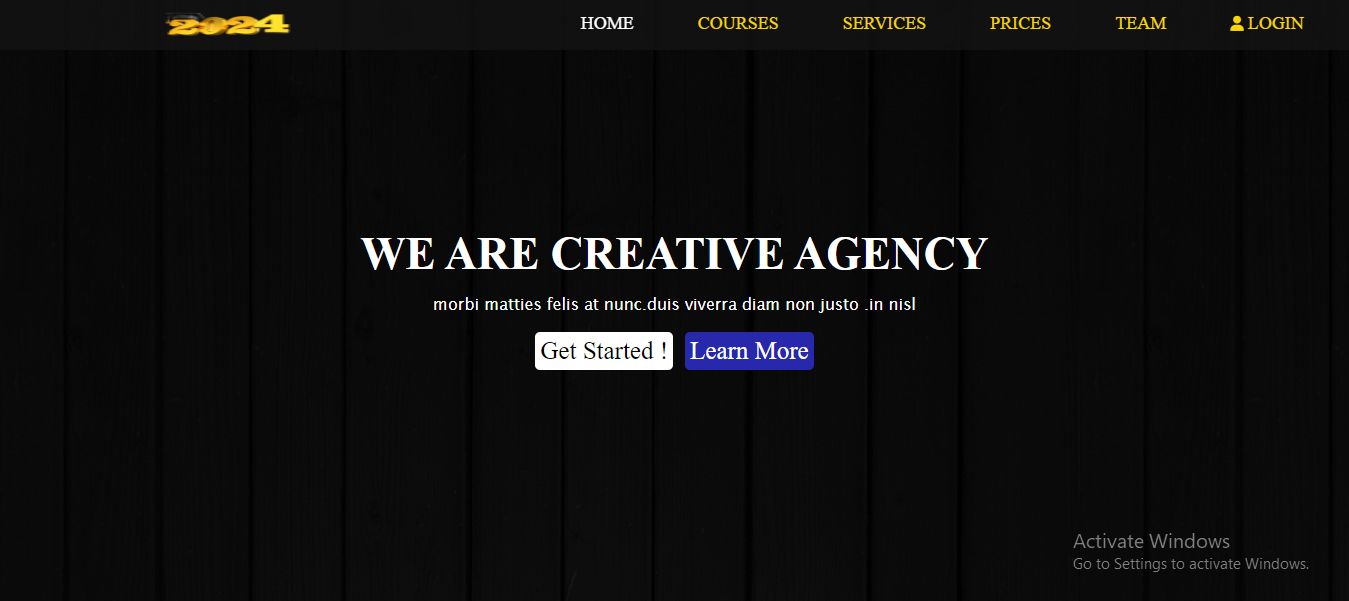 2024 HOME COURSES SERVICES PRICES TEAM LOGIN
WE ARE CREATIVE AGENCY
morbi matties felis at nunc.duis viverra diam non justo .in nisl
Get Started ! Learn More
Activate Windows
Go to Settings to activate Windows.